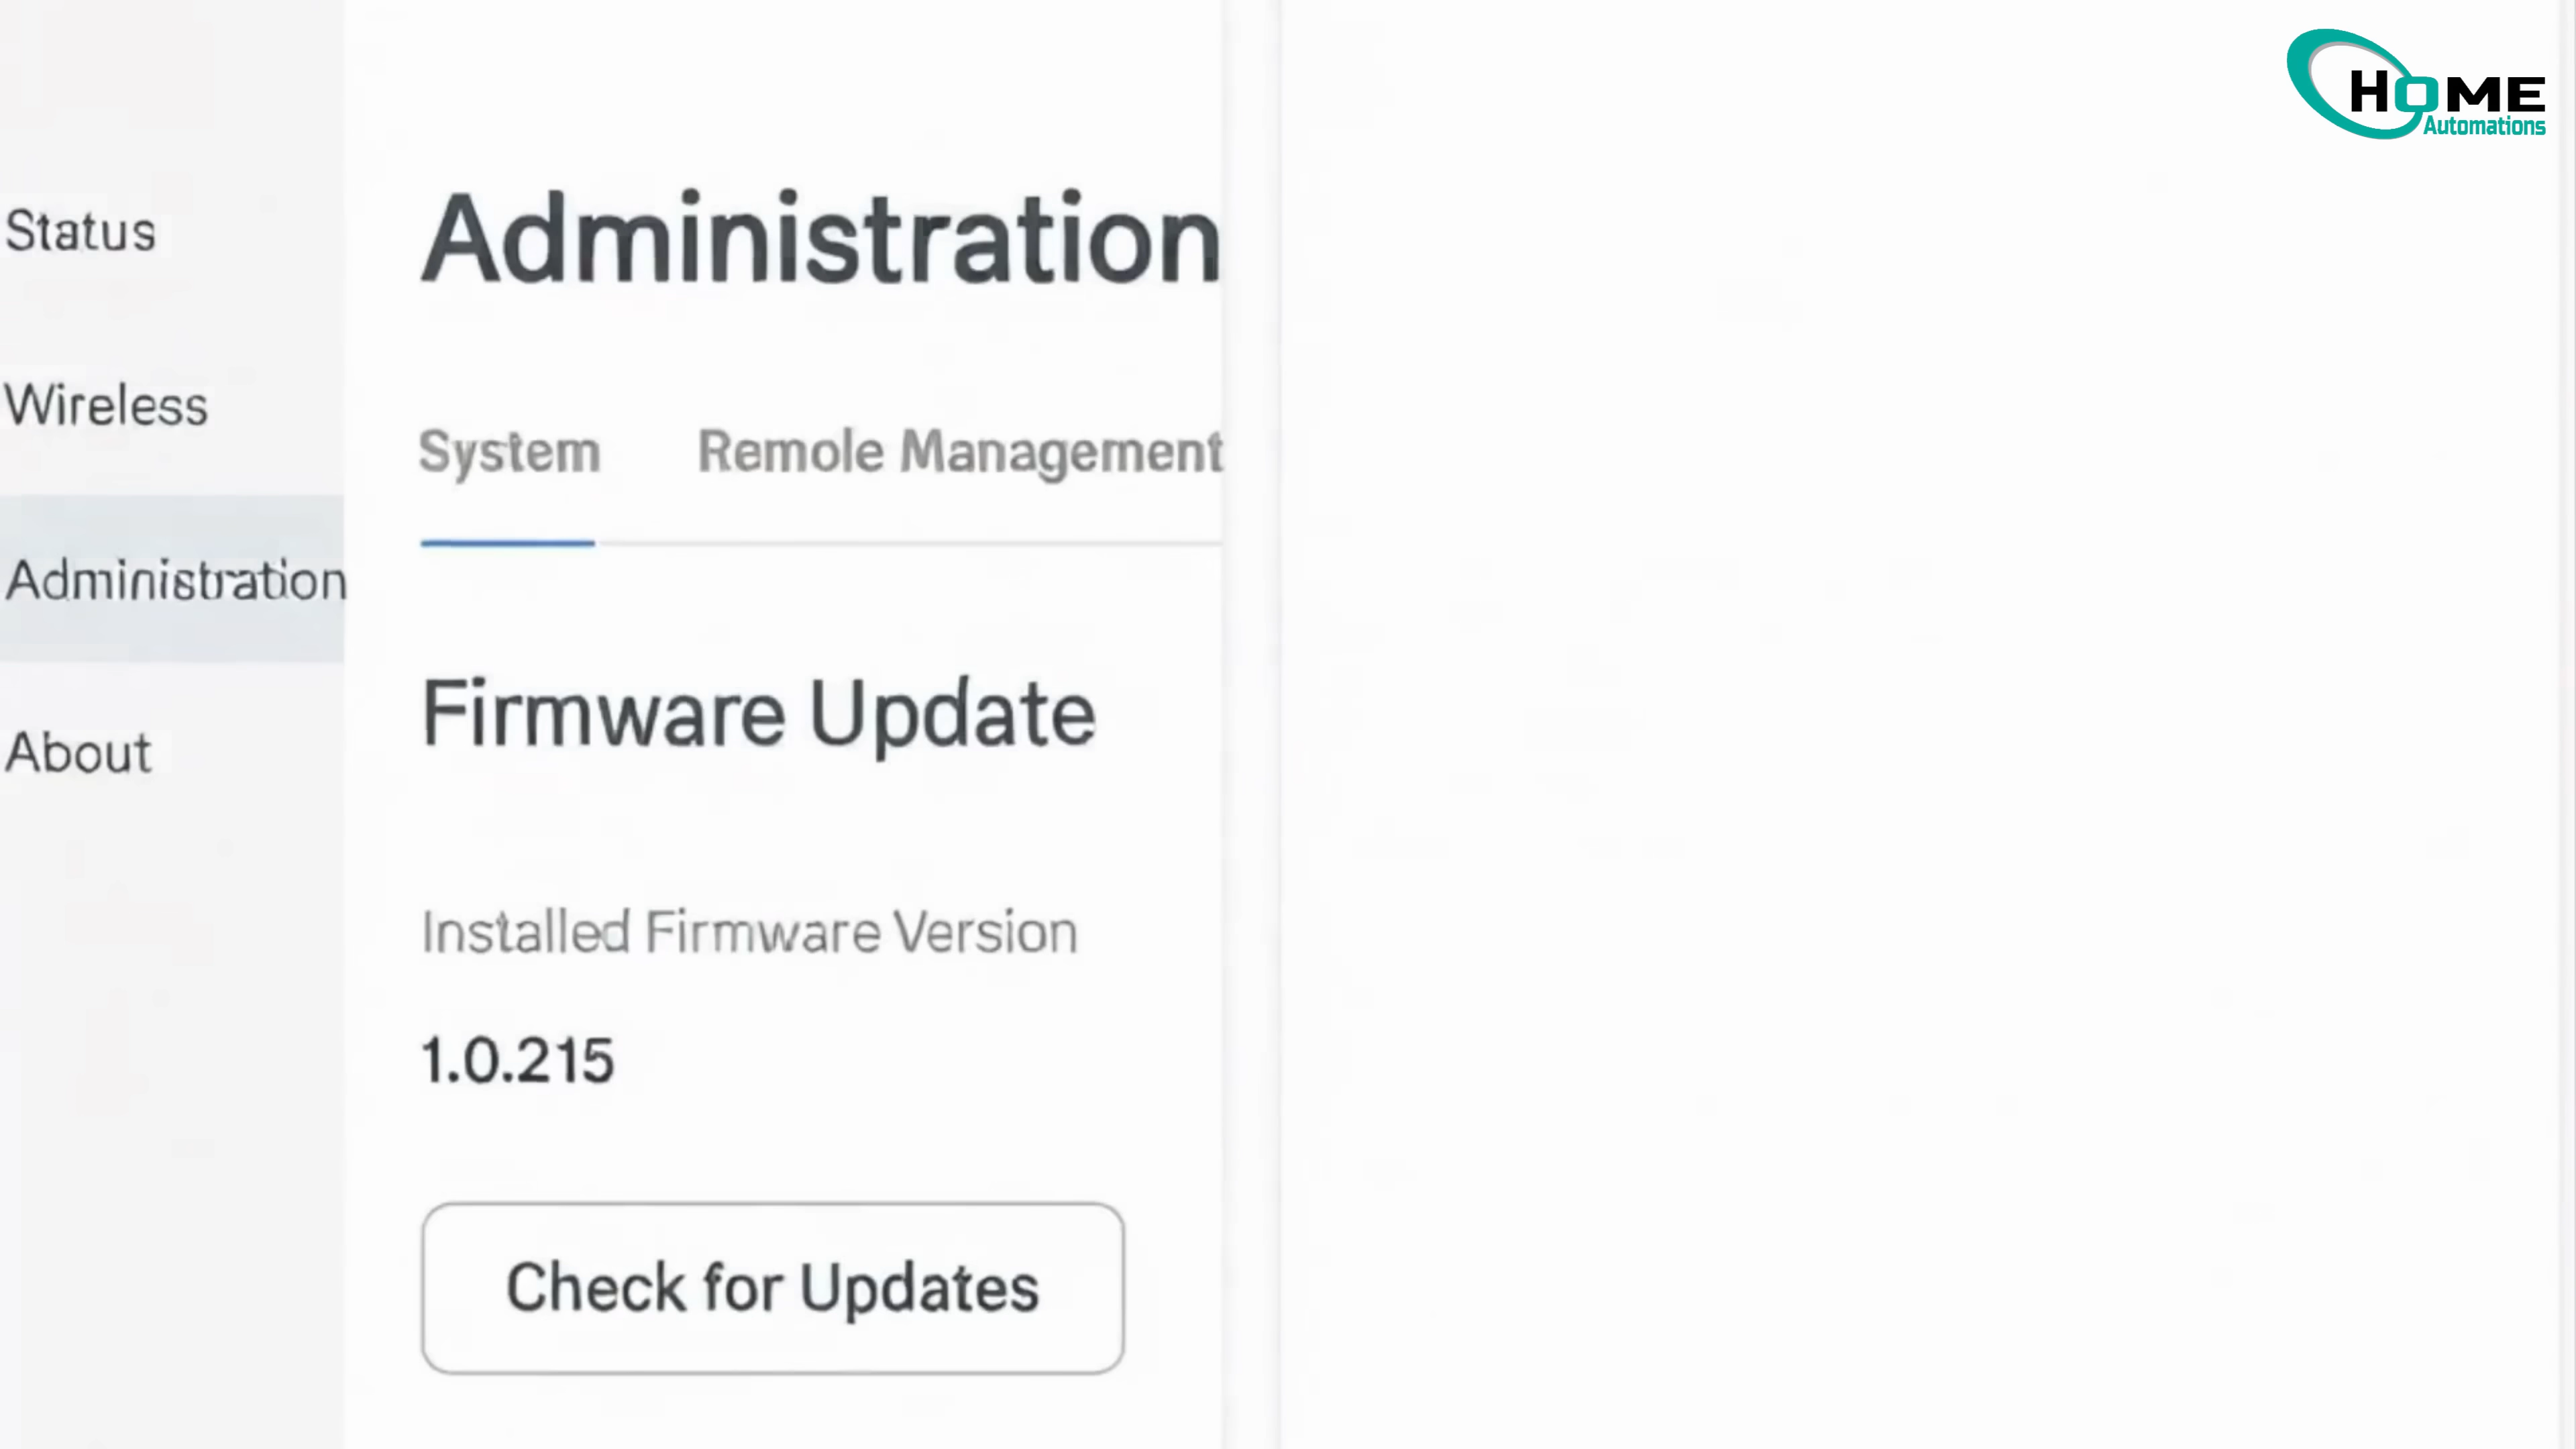 HOME
Automations
Status
Wireless
Administration
About
Administration
System Remole Management
Firmware Update
Installed Firmware Version
1.0.215
Check for Updates